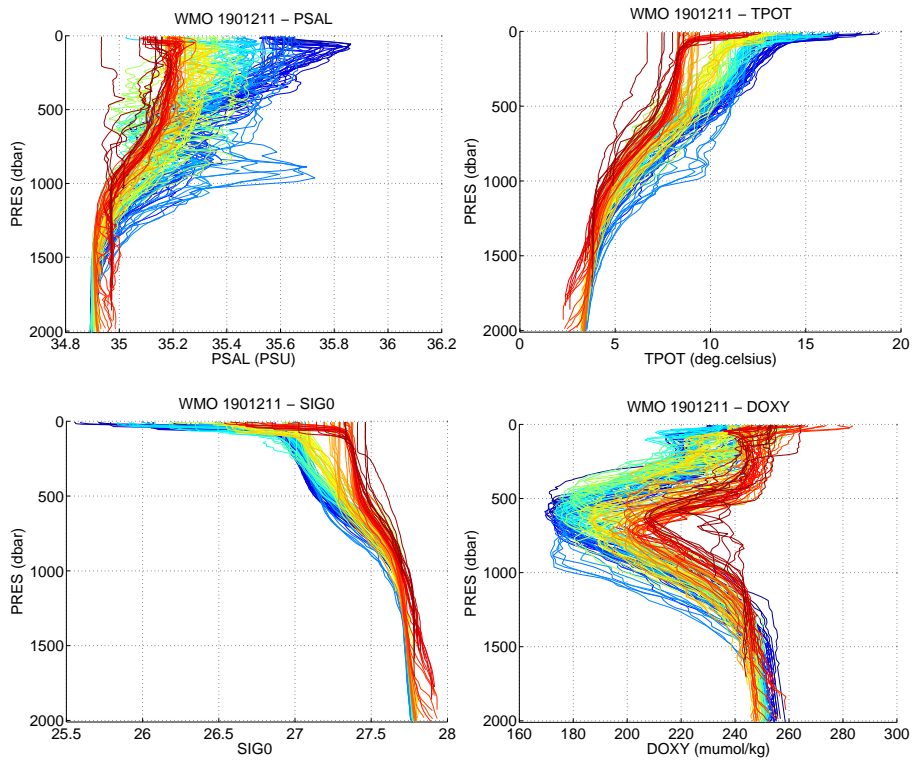 WMO 1901211 − PSAL
0
500
1000
1500
2000
PRES (dbar)
34.8 35 35.2 35.4 35.6 35.8 36 36.2
PSAL (PSU)
WMO 1901211 − TPOT
0
500
1000
1500
2000
PRES (dbar)
0 5 10 15 20
TPOT (deg.celsius)
WMO 1901211 − SIG0
0
500
1000
1500
2000
PRES (dbar)
25.5 26 26.5 27 27.5 28
SIG0
WMO 1901211 − DOXY
0
500
1000
1500
2000
PRES (dbar)
160 180 200 220 240 260 280 300
DOXY (mumol/kg)